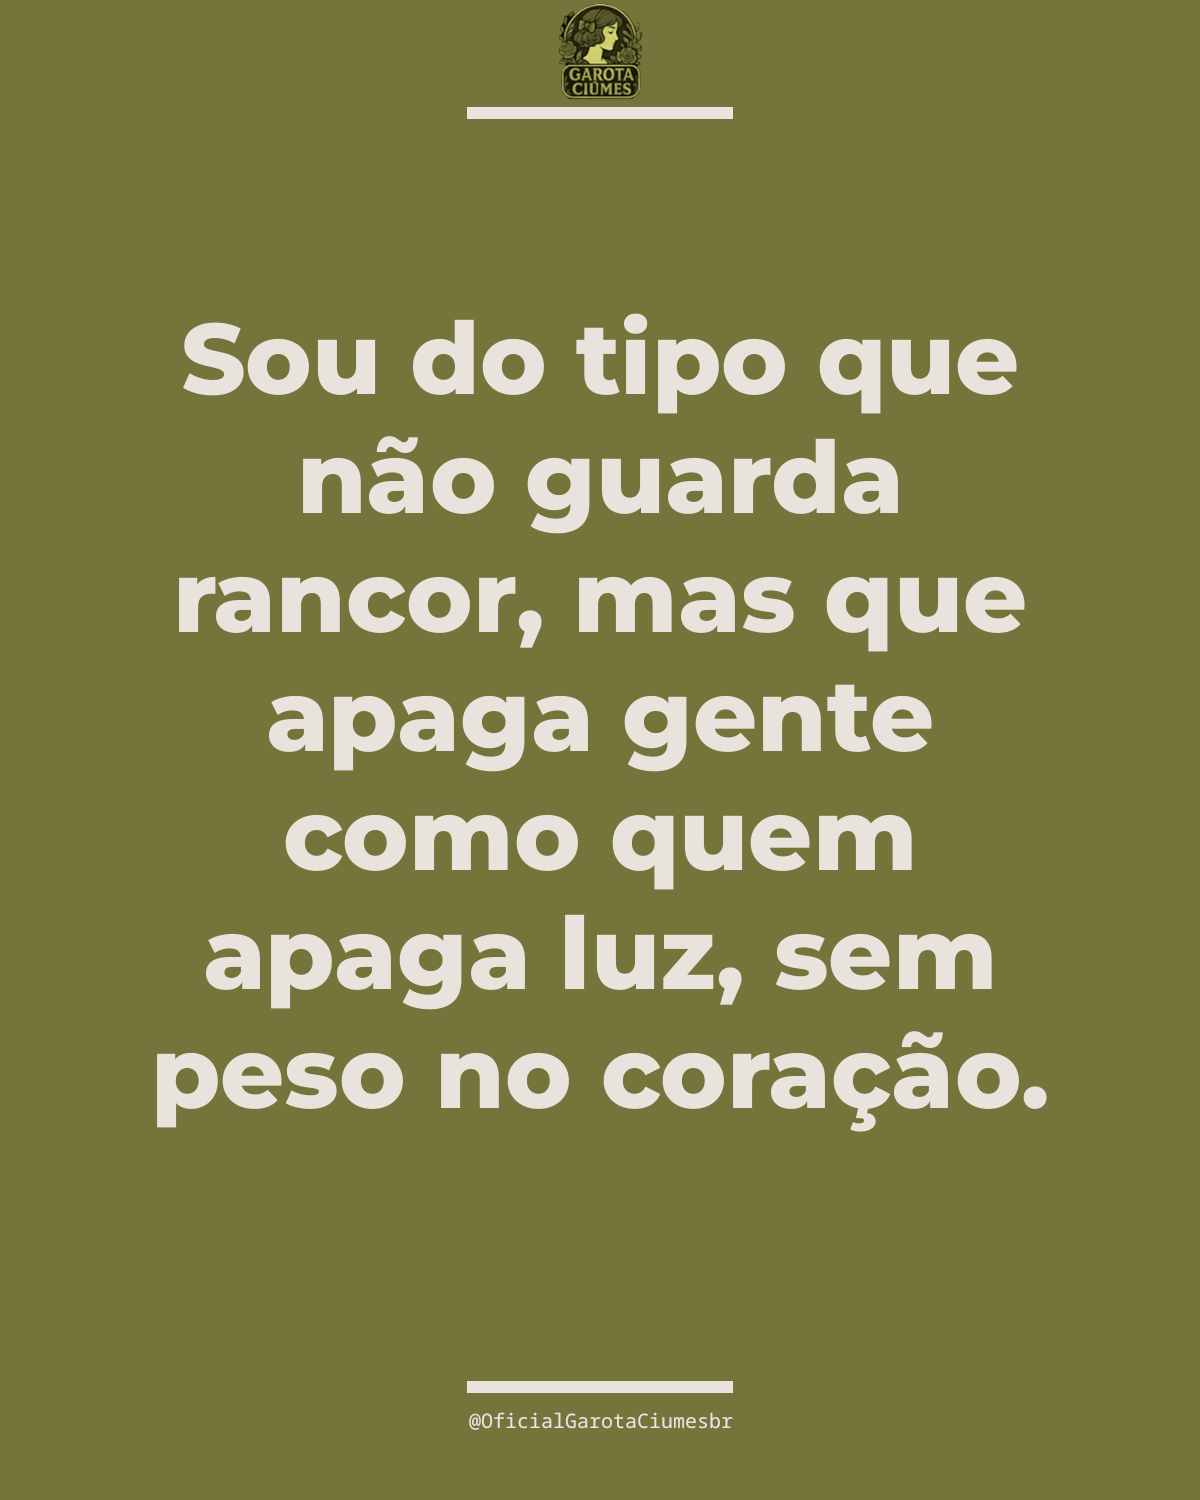 GAROTA
CIÚMES
Sou do tipo que
não guarda
rancor, mas que
apaga gente
como quem
apaga luz, sem
peso no coração.
@OficialGarotaCiumesbr